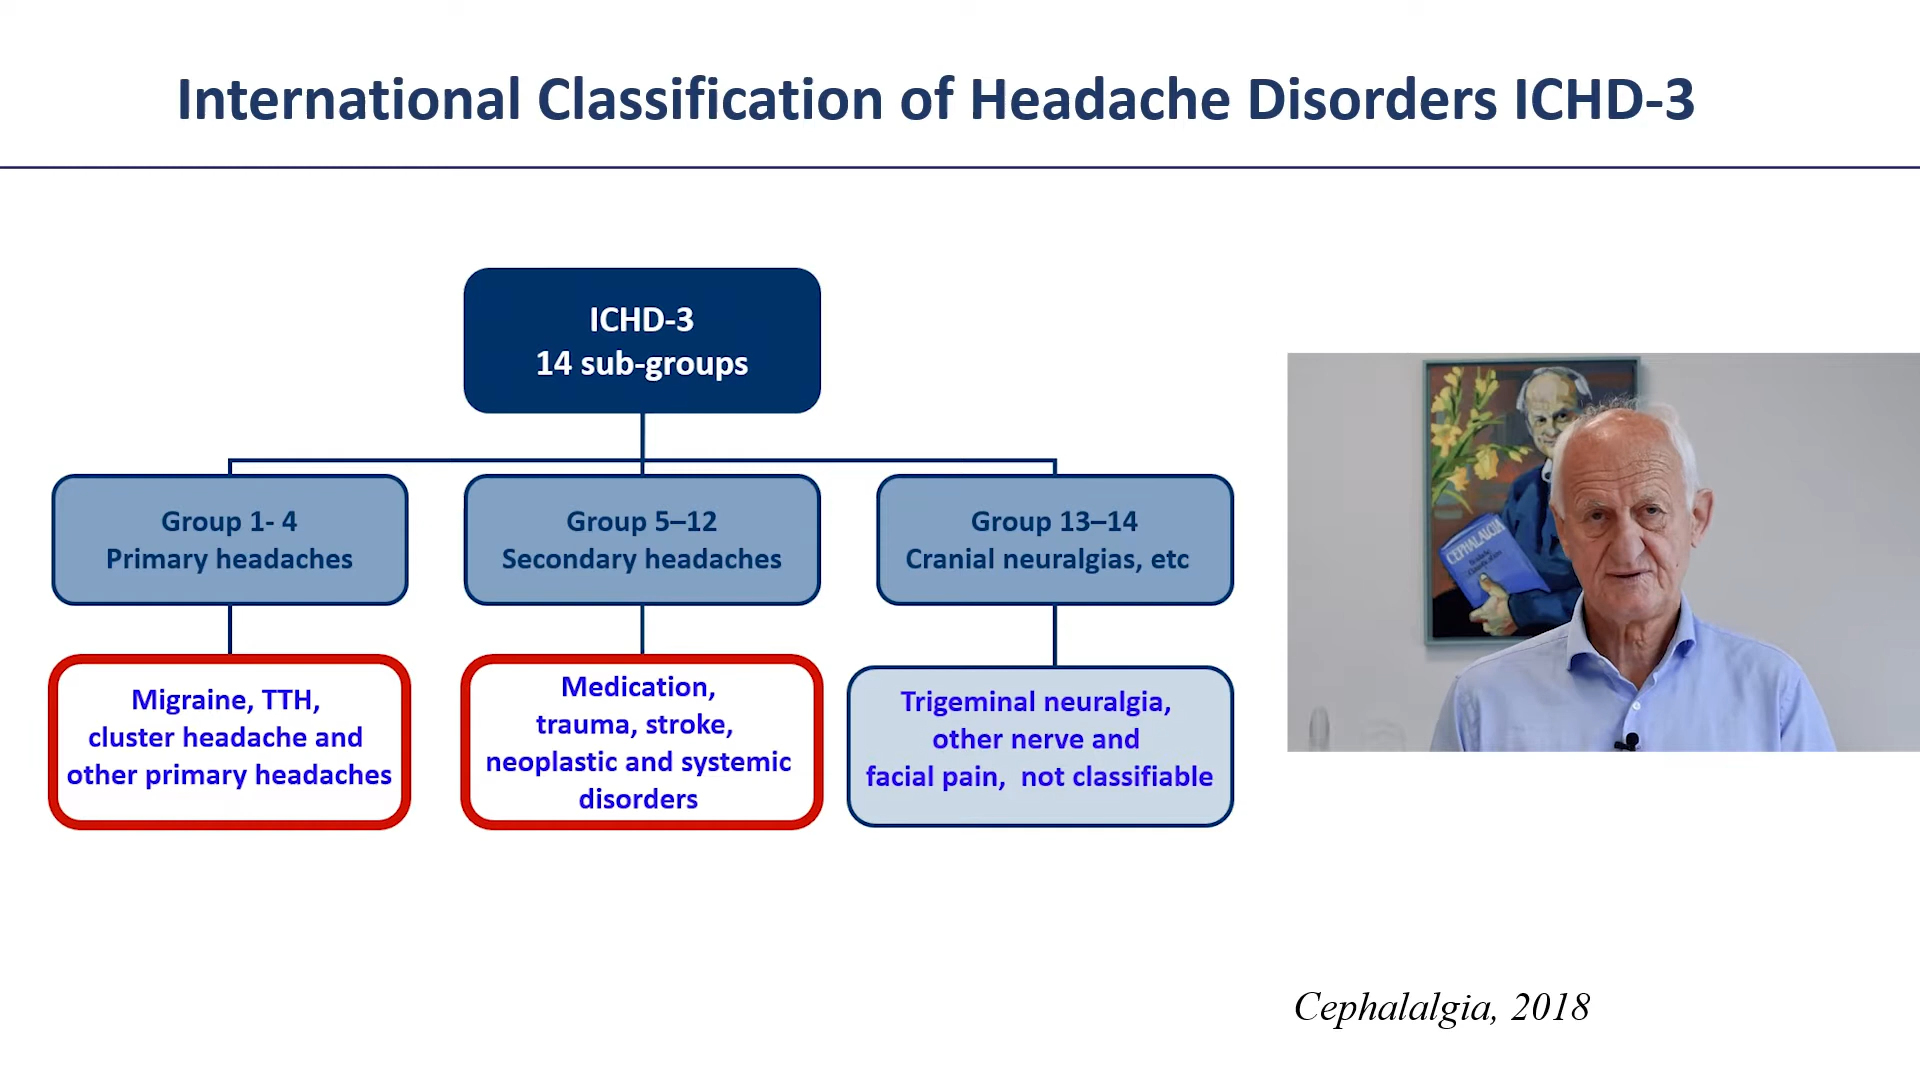 International Classification of Headache Disorders ICHD-3
ICHD-3
14 sub-groups
Group 1- 4
Primary headaches
Group 5–12
Secondary headaches
Group 13–14
Cranial neuralgias, etc
Migraine, TTH,
cluster headache and
other primary headaches
Medication,
trauma, stroke,
neoplastic and systemic
disorders
Trigeminal neuralgia,
other nerve and
facial pain, not classifiable
CEPHALALGIA
Cephalalgia, 2018